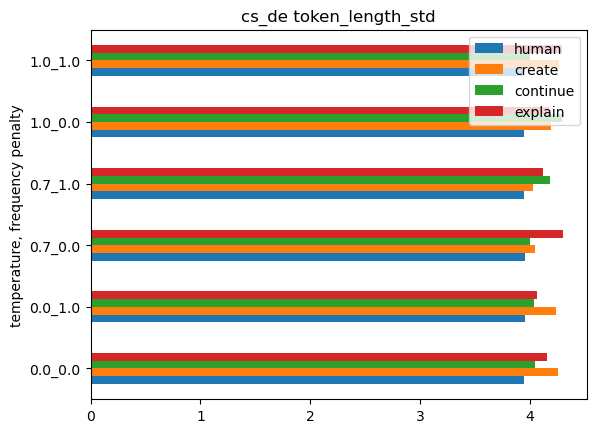 cs_de token_length_std
temperature, frequency penalty
1.0_1.0
1.0_0.0
0.7_1.0
0.7_0.0
0.0_1.0
0.0_0.0
0 1 2 3 4
human
create
continue
explain